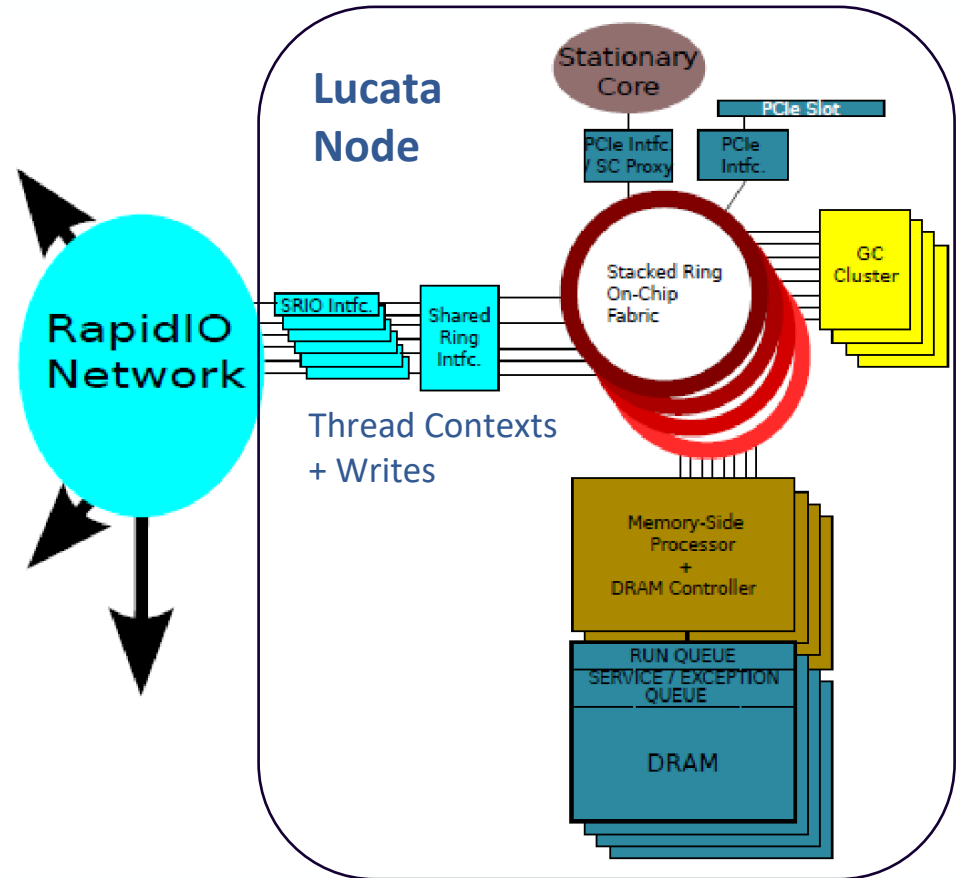 Lucata
Node
Stationary
Core
PCIe Slot
PCIe Intfc.
/ SC Proxy
PCIe
Intfc.
GC
Cluster
Stacked Ring
On-Chip
Fabric
SRIO Intfc.
Shared
Ring
Intfc.
RapidIO
Network
Thread Contexts
+ Writes
Memory-Side
Processor
+
DRAM Controller
RUN QUEUE
SERVICE / EXCEPTION
QUEUE
DRAM